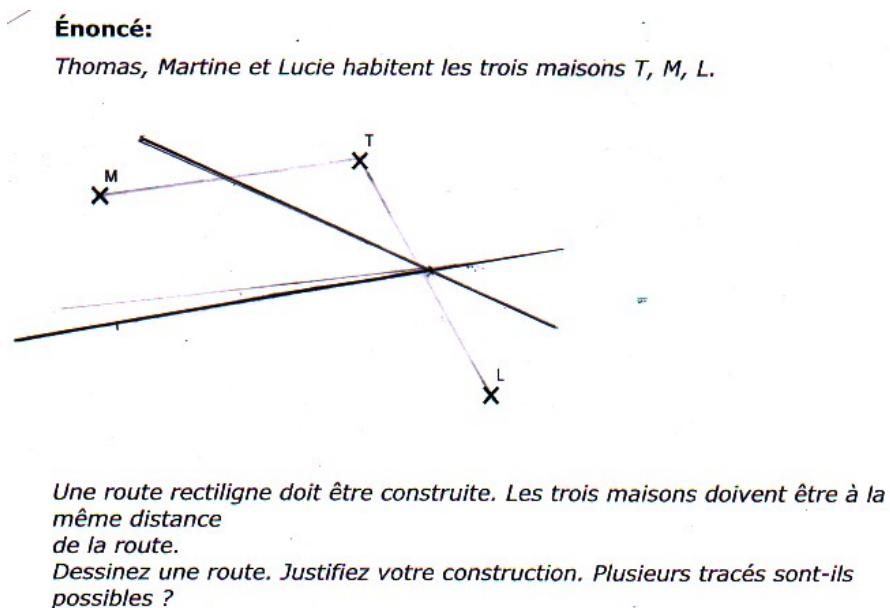 Énoncé:
Thomas, Martine et Lucie habitent les trois maisons T, M, L.
T
M
L
Une route rectiligne doit être construite. Les trois maisons doivent être à la
même distance
de la route.
Dessinez une route. Justifiez votre construction. Plusieurs tracés sont-ils
possibles ?